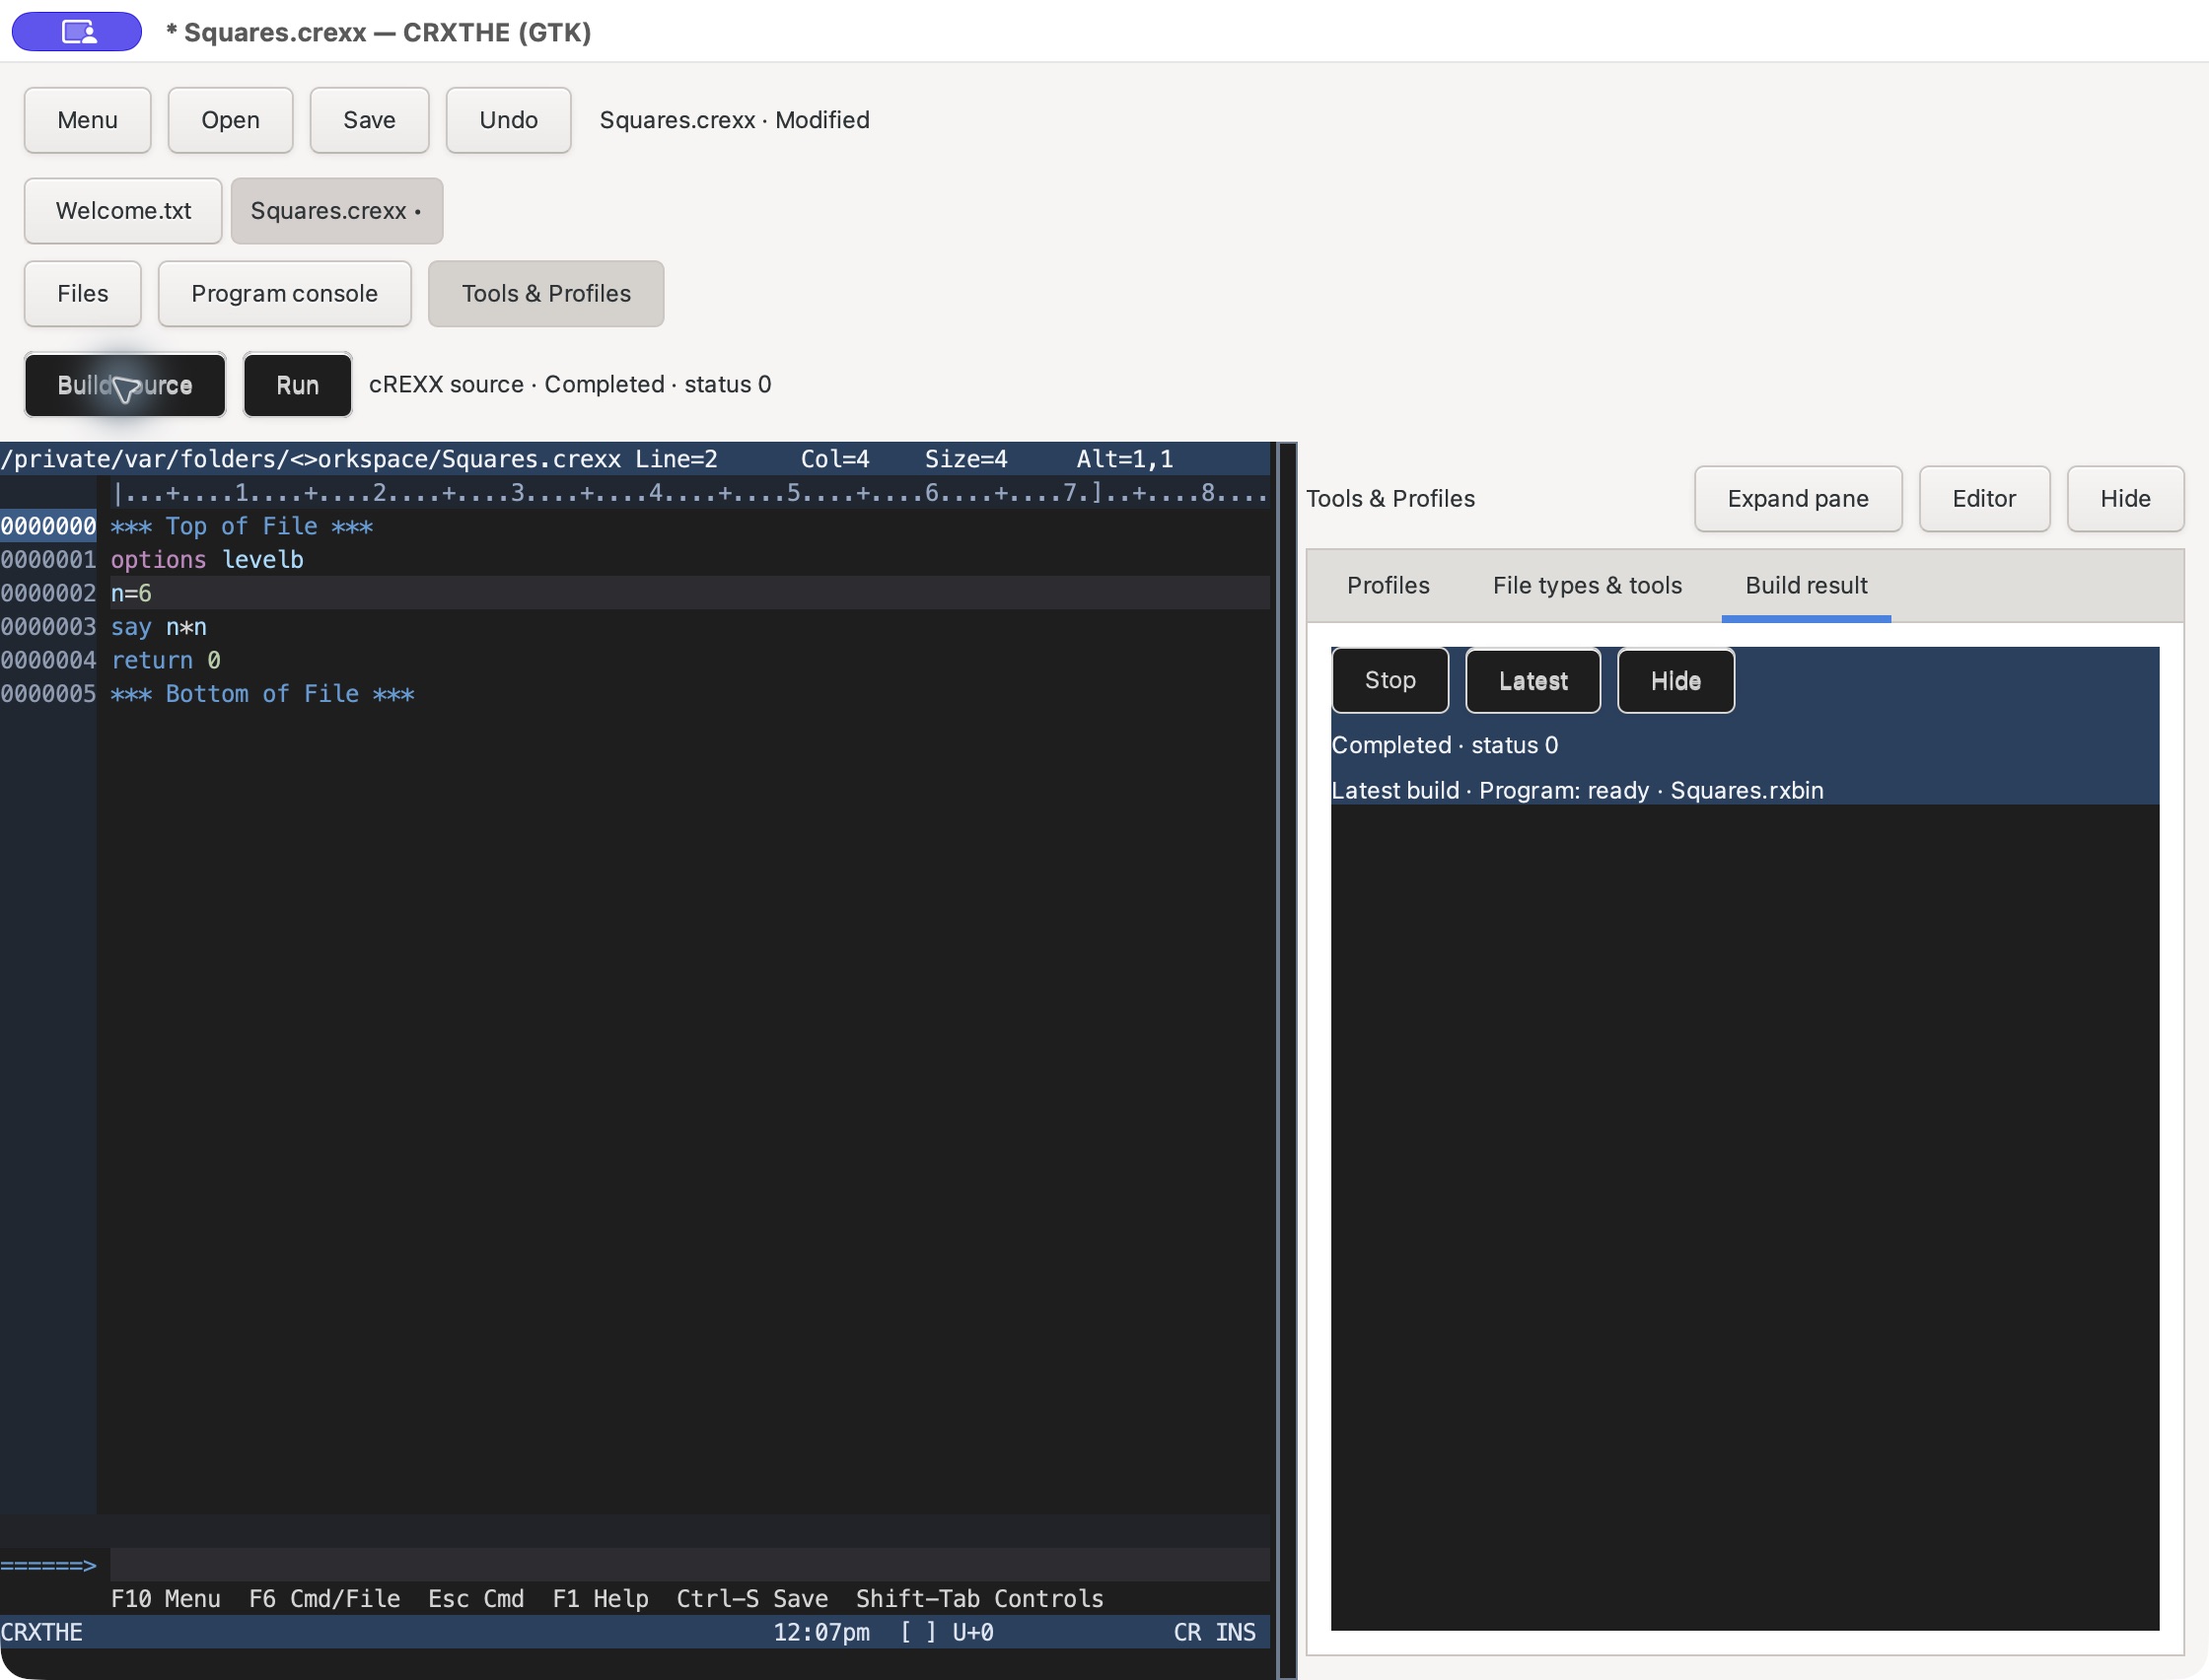 * Squares.crexx — CRXTHE (GTK)
Menu Open Save Undo Squares.crexx · Modified
Welcome.txt Squares.crexx •
Files Program console Tools & Profiles
Build urce Run cREXX source · Completed · status 0
/private/var/folders/<>orkspace/Squares.crexx Line=2 Col=4 Size=4 Alt=1,1
|...+....1....+....2....+....3....+....4....+....5....+....6....+....7.]..+....8....
0000000 *** Top of File ***
0000001 options levelb
0000002 n=6
0000003 say n*n
0000004 return 0
0000005 *** Bottom of File ***
======>
F10 Menu F6 Cmd/File Esc Cmd F1 Help Ctrl-S Save Shift-Tab Controls
CRXTHE 12:07pm [ ] U+0 CR INS
Tools & Profiles Expand pane Editor Hide
Profiles File types & tools Build result
Stop Latest Hide
Completed · status 0
Latest build · Program: ready · Squares.rxbin